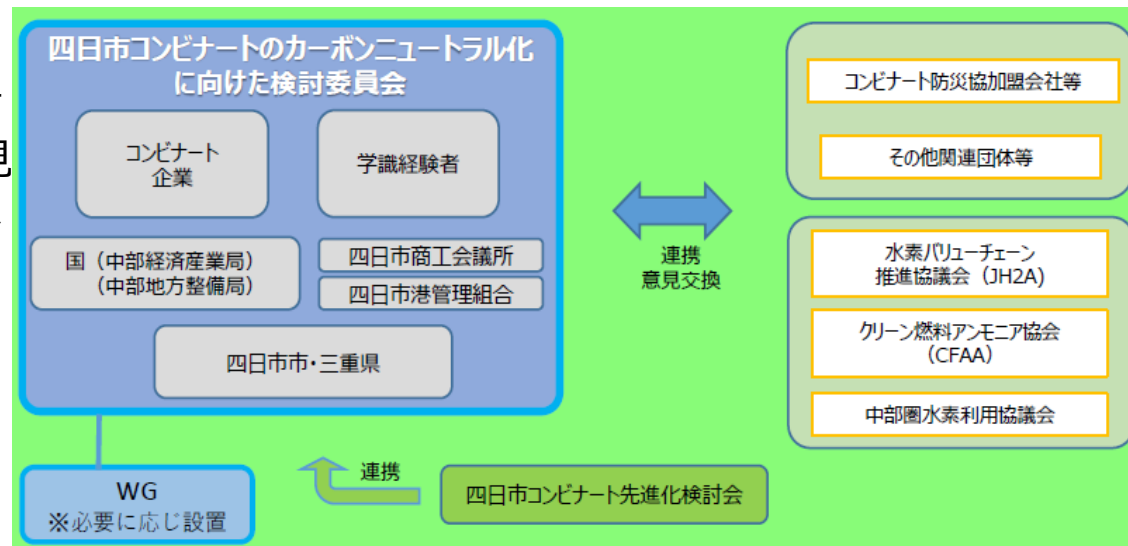 四日市コンビナートのカーボンニュートラル化
に向けた検討委員会
コンビナート
企業
学識経験者
国（中部経済産業局）
（中部地方整備局）
四日市商工会議所
四日市港管理組合
四日市市・三重県
WG
※必要に応じ設置
連携
四日市コンビナート先進化検討会
連携
意見交換
コンビナート防災協加盟会社等
その他関連団体等
水素バリューチェーン
推進協議会（JH2A)
クリーン燃料アンモニア協会
（CFAA）
中部圏水素利用協議会